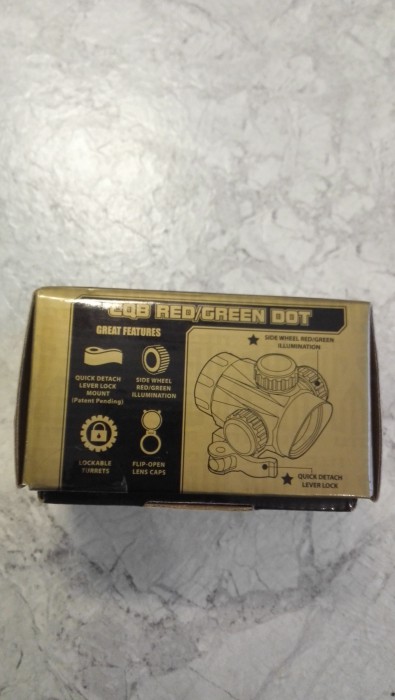 CQB RED/GREEN DOT
GREAT FEATURES
QUICK DETACH
LEVER LOCK
MOUNT
(Patent Pending)
SIDE WHEEL
RED/GREEN
ILLUMINATION
LOCKABLE
TURRETS
FLIP-OPEN
LENS CAPS
SIDE WHEEL RED/GREEN
ILLUMINATION
QUICK DETACH
LEVER LOCK